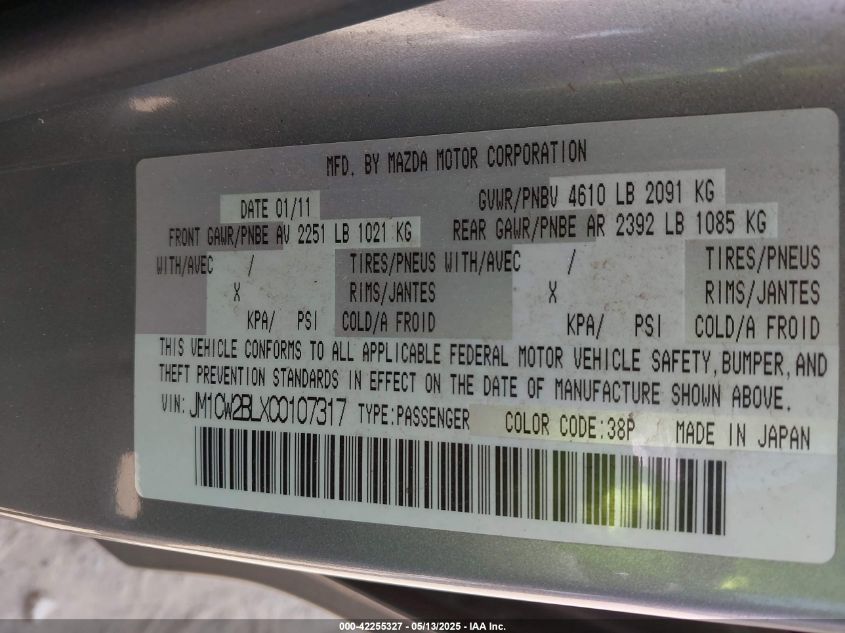 MFD. BY MAZDA MOTOR CORPORATION
DATE 01/11 GVWR/PNBV 4610 LB 2091 KG
FRONT GAWR/PNBE AV 2251 LB 1021 KG REAR GAWR/PNBE AR 2392 LB 1085 KG
WITH/AVEC / TIRES/PNEUS WITH/AVEC / TIRES/PNEUS
X RIMS/JANTES X RIMS/JANTES
KPA/ PSI COLD/A FROID KPA/ PSI COLD/A FROID
THIS VEHICLE CONFORMS TO ALL APPLICABLE FEDERAL MOTOR VEHICLE SAFETY, BUMPER, AND
THEFT PREVENTION STANDARDS IN EFFECT ON THE DATE OF MANUFACTURE SHOWN ABOVE.
VIN: JM1CW2BLXC0107317 TYPE:PASSENGER COLOR CODE:38P MADE IN JAPAN
000-42255327 - 05/13/2025 - IAA Inc.